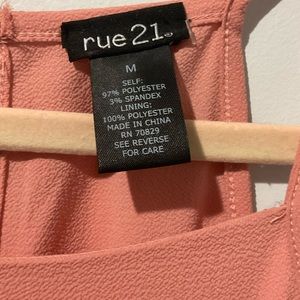 rue21®
M
SELF:
97% POLYESTER
3% SPANDEX
LINING:
100% POLYESTER
MADE IN CHINA
RN 70829
SEE REVERSE
FOR CARE